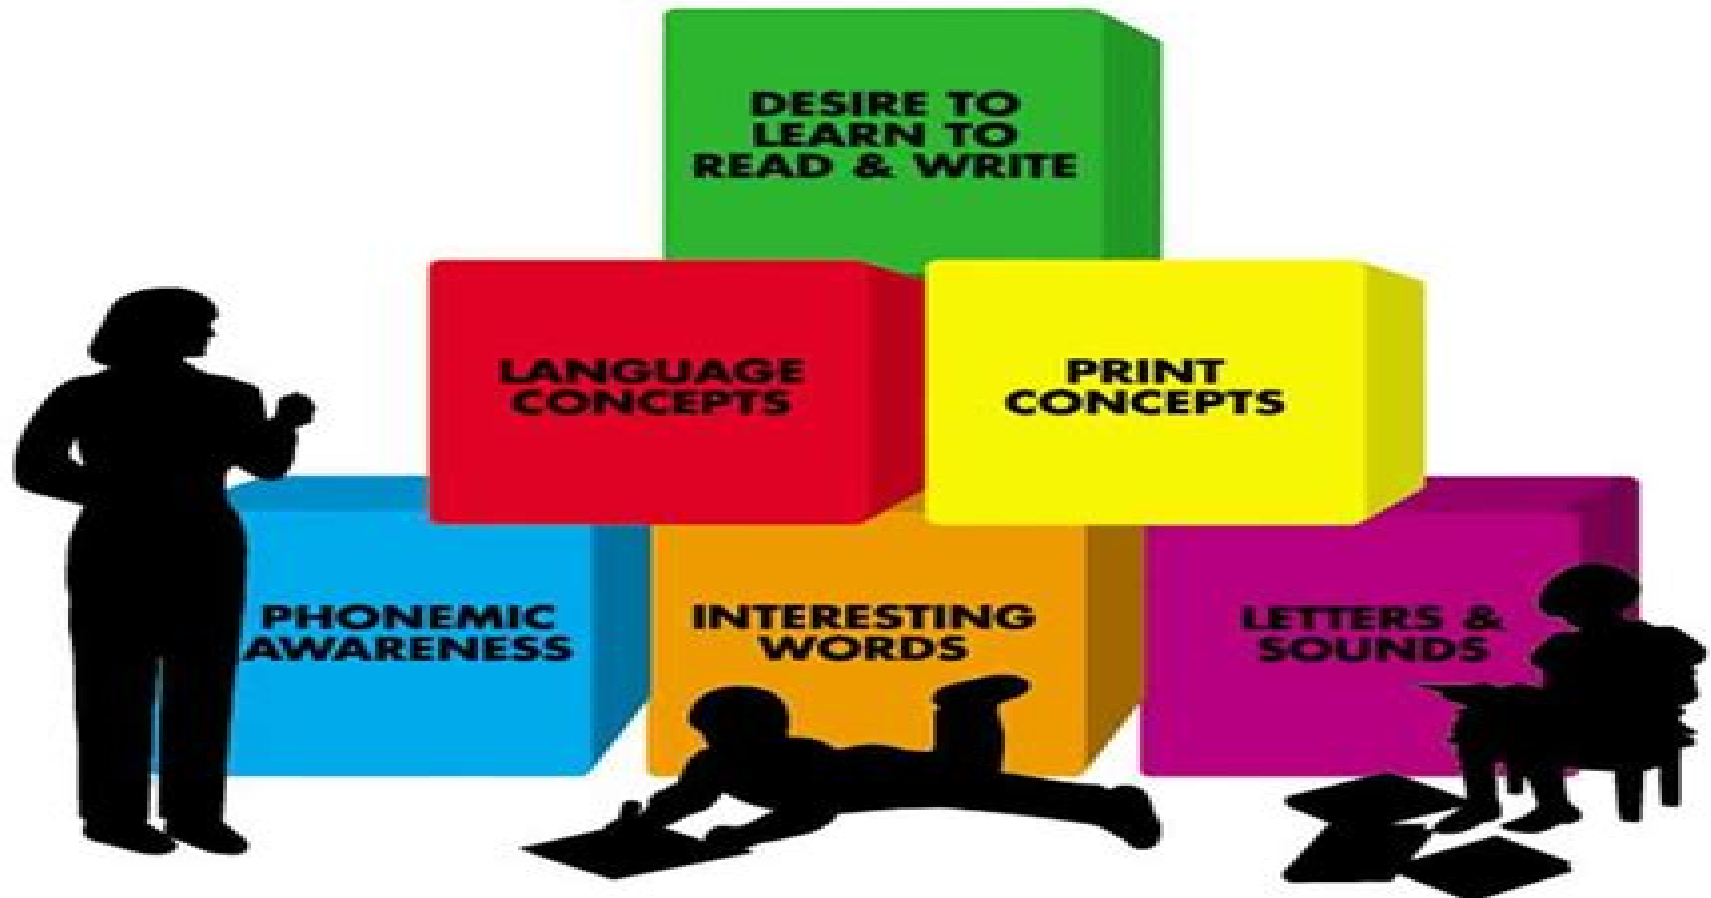 DESIRE TO
LEARN TO
READ & WRITE
LANGUAGE
CONCEPTS
PRINT
CONCEPTS
PHONEMIC
AWARENESS
INTERESTING
WORDS
LETTERS &
SOUNDS